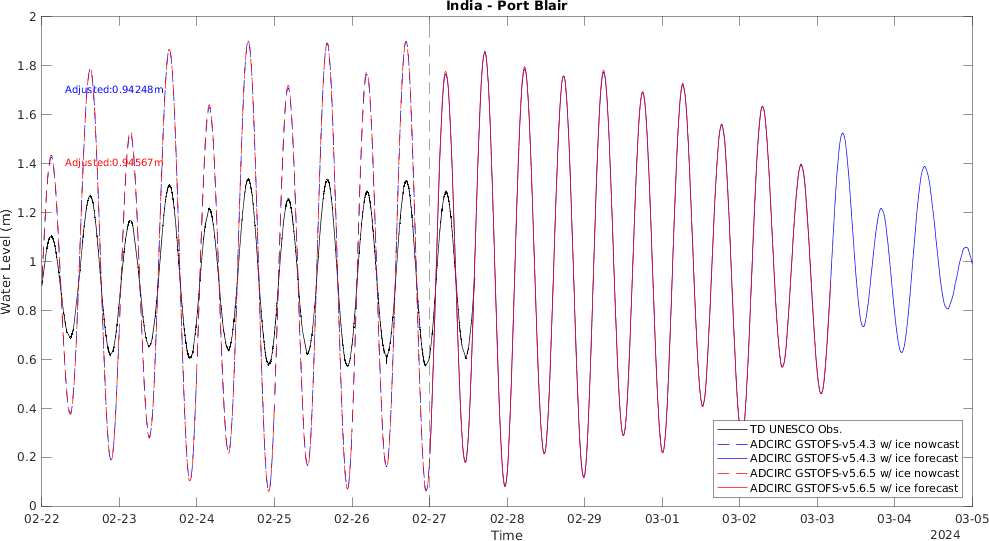 India - Port Blair
2
1.8
1.6
1.4
1.2
1
0.8
0.6
0.4
0.2
0
Water Level (m)
Adjusted:0.94248m
Adjusted:0.94567m
TD UNESCO Obs.
ADCIRC GSTOFS-v5.4.3 w/ ice nowcast
ADCIRC GSTOFS-v5.4.3 w/ ice forecast
ADCIRC GSTOFS-v5.6.5 w/ ice nowcast
ADCIRC GSTOFS-v5.6.5 w/ ice forecast
02-22 02-23 02-24 02-25 02-26 02-27 02-28 02-29 03-01 03-02 03-03 03-04 03-05
Time
2024